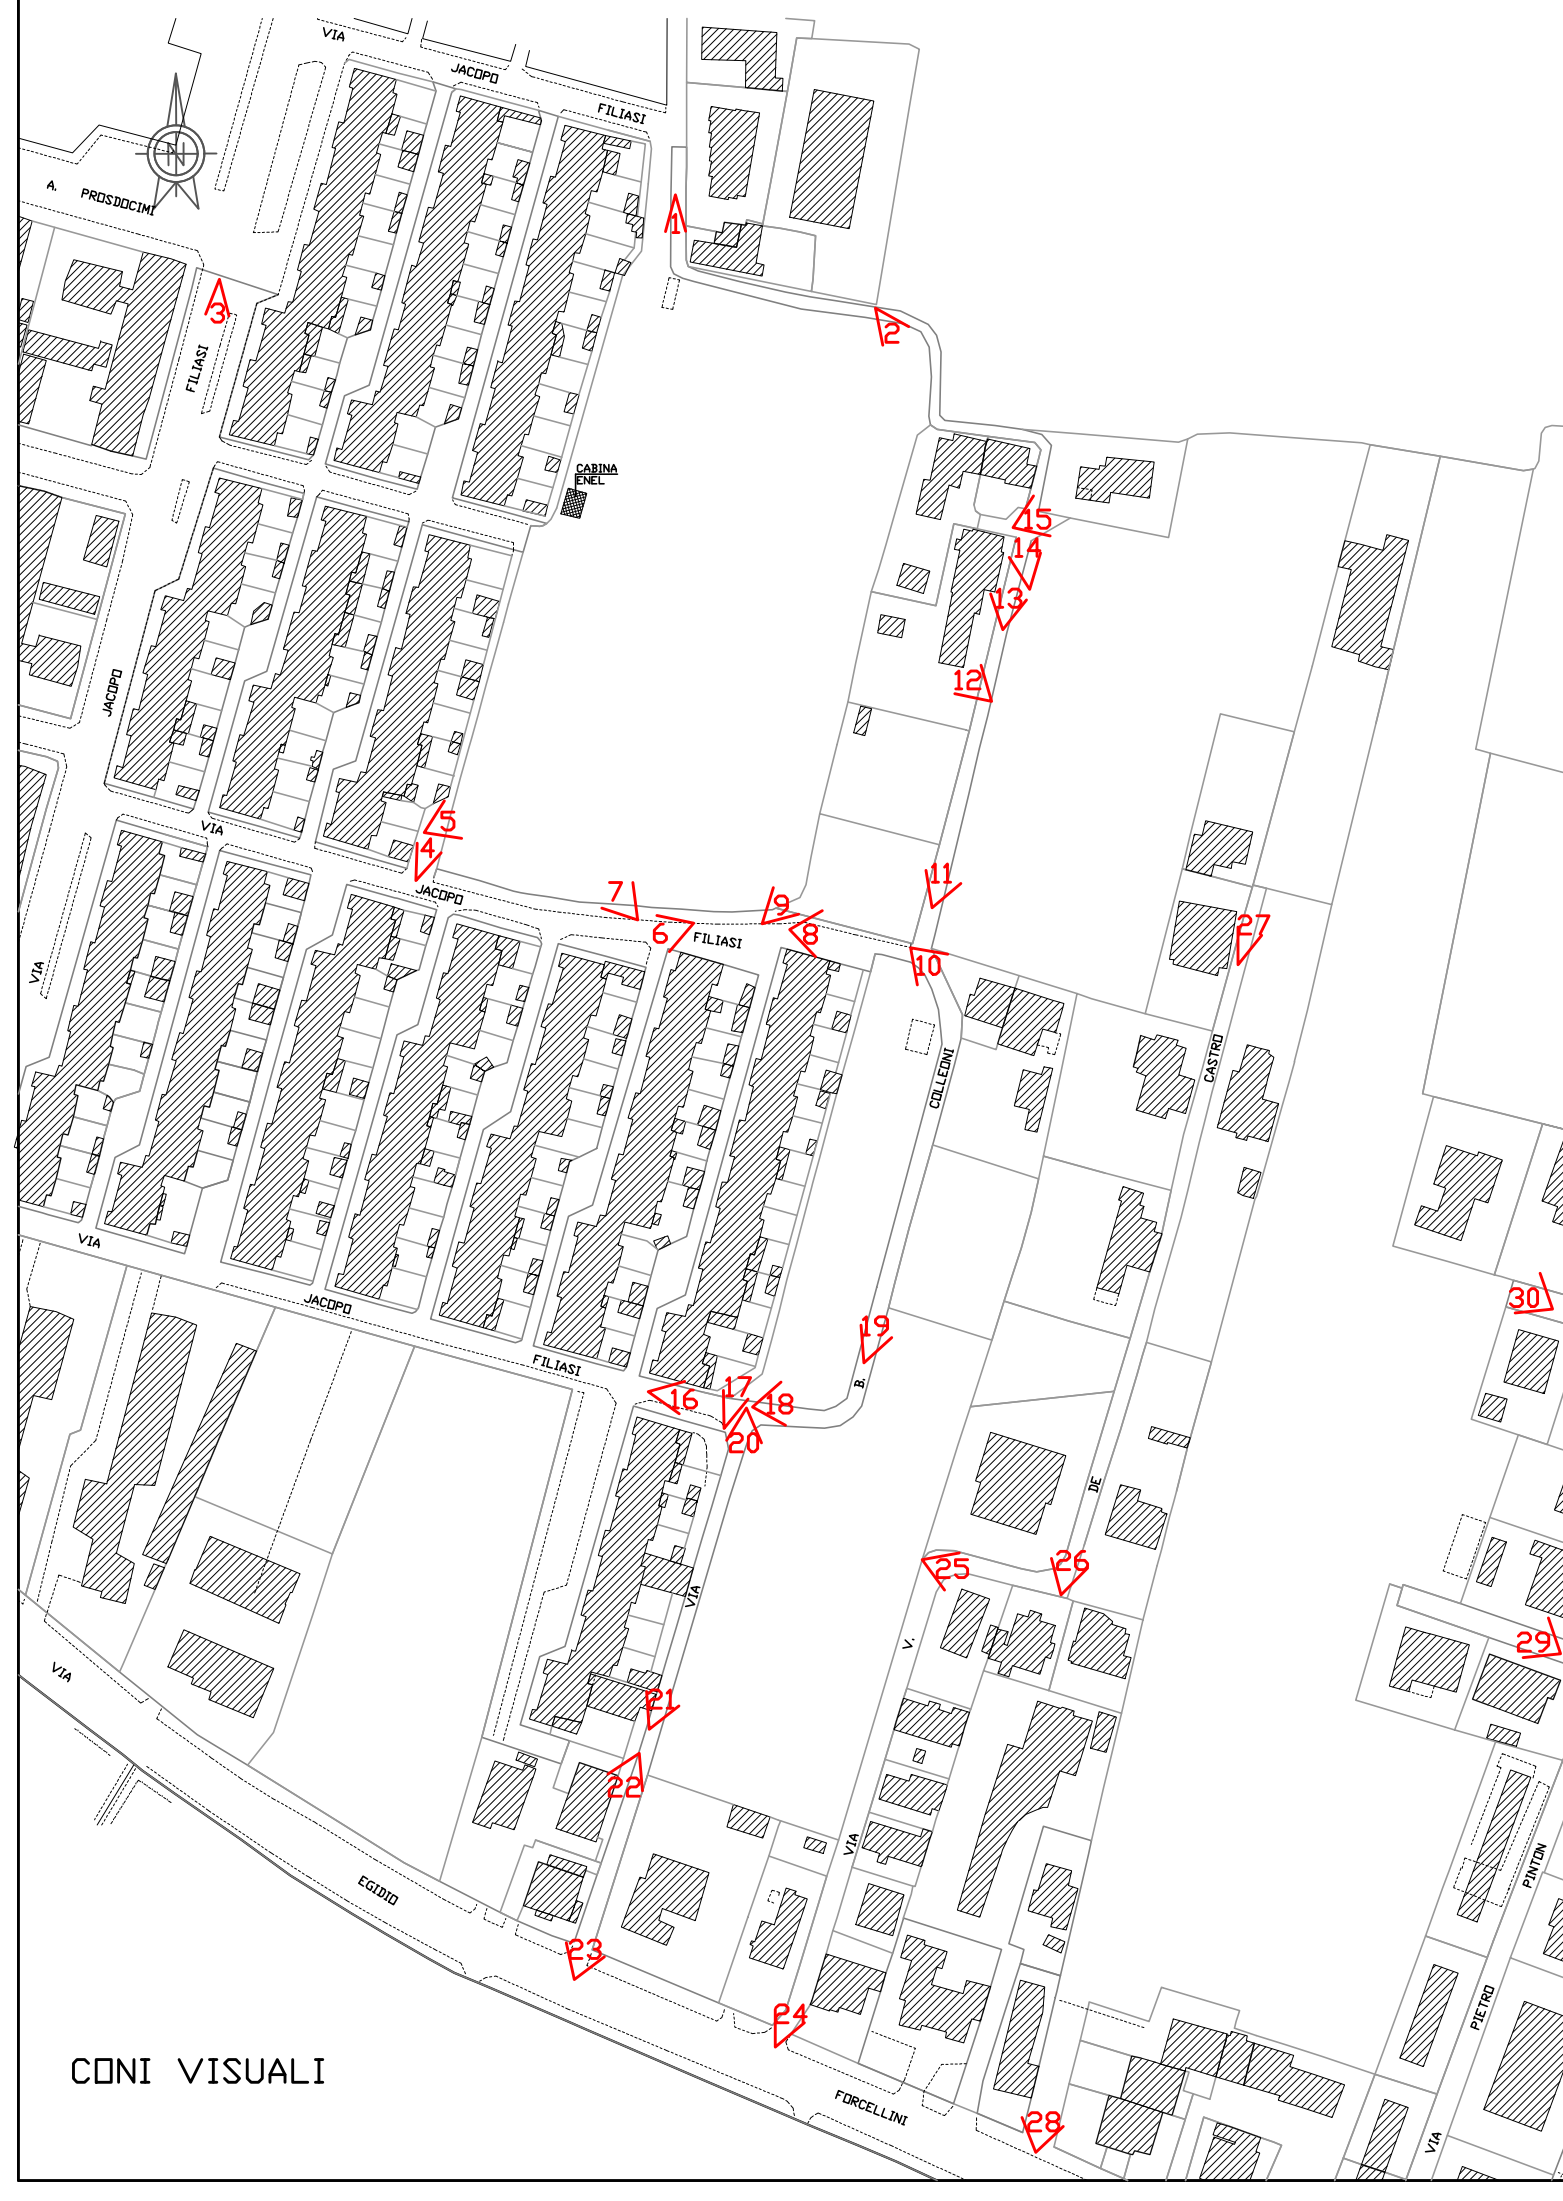 VIA
JACOPO
FILIASI
N
A. PROSDOCIMI
1
3
2
FILIASI
CABINA
ENEL
15
14
13
JACOPO
12
VIA
5
4
JACOPO
7
11
9
6
FILIASI
8
27
10
VIA
CASTRO
COLLEONI
VIA
JACOPO
30
19
FILIASI
B.
16
17
18
20
DE
25
26
VIA
V.
29
VIA
21
22
VIA
PINTON
EGIDIO
23
24
PIETRO
CONI VISUALI
FORCELLINI
28
VIA